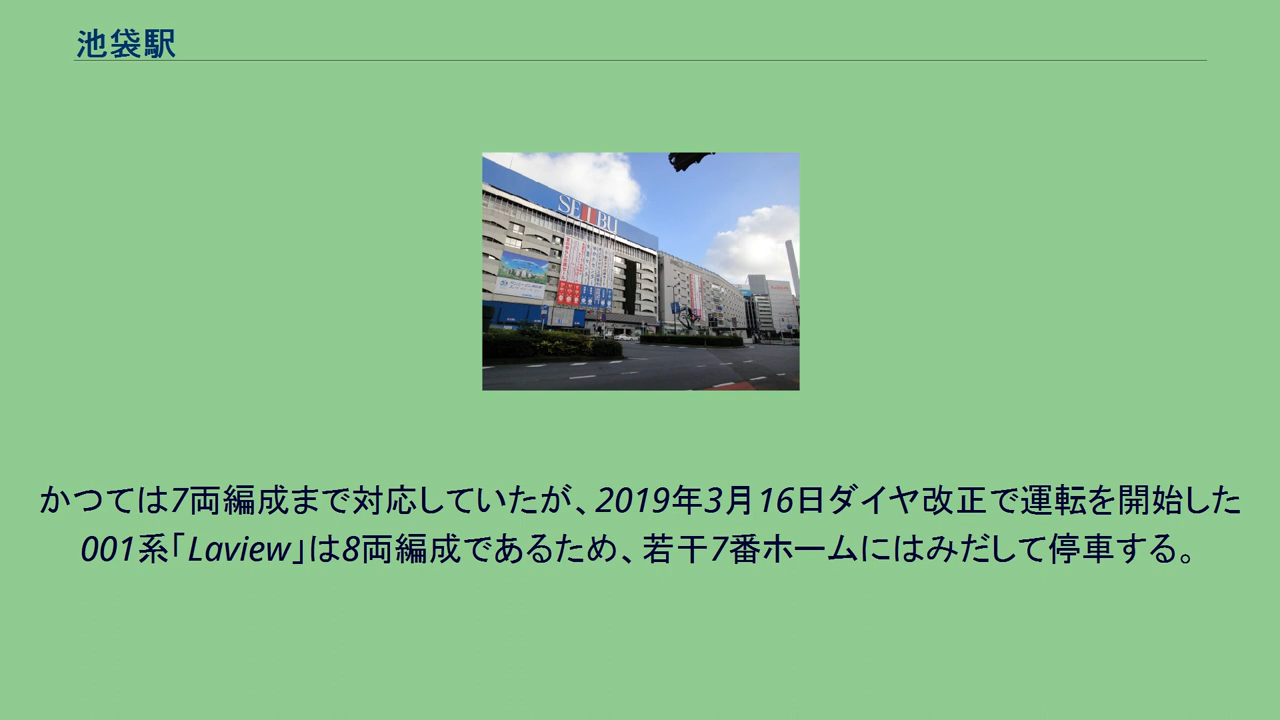 池袋駅
SEIBU
かつては7両編成まで対応していたが、2019年3月16日ダイヤ改正で運転を開始した
001系「Laview」は8両編成であるため、若干7番ホームにはみだして停車する。